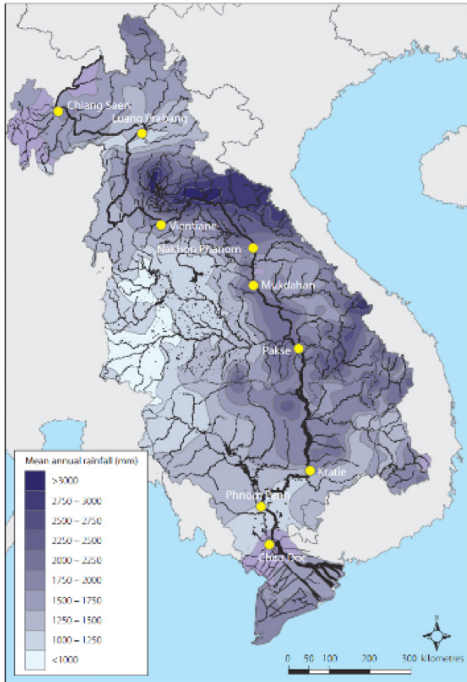 Chiang Saen
Luang Prabang
Vientiane
Nakhon Phanom
Mukdahan
Pakse
Kratie
Phnom Penh
Chau Doc
Mean annual rainfall (mm)
>3000
2750 – 3000
2500 – 2750
2250 – 2500
2000 – 2250
1750 – 2000
1500 – 1750
1250 – 1500
1000 – 1250
<1000
N
0 50 100 200 300 kilometres